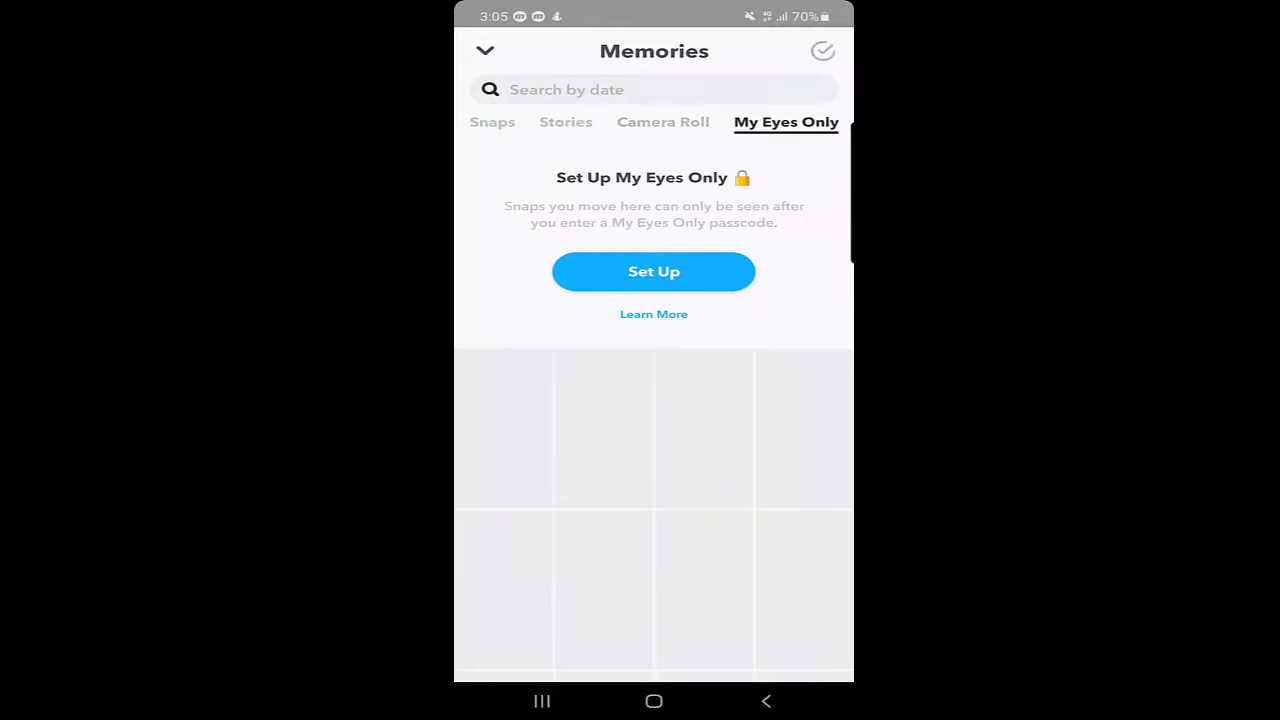 3:05 70%
Memories
Search by date
Snaps Stories Camera Roll My Eyes Only
Set Up My Eyes Only 🔒
Snaps you move here can only be seen after
you enter a My Eyes Only passcode.
Set Up
Learn More